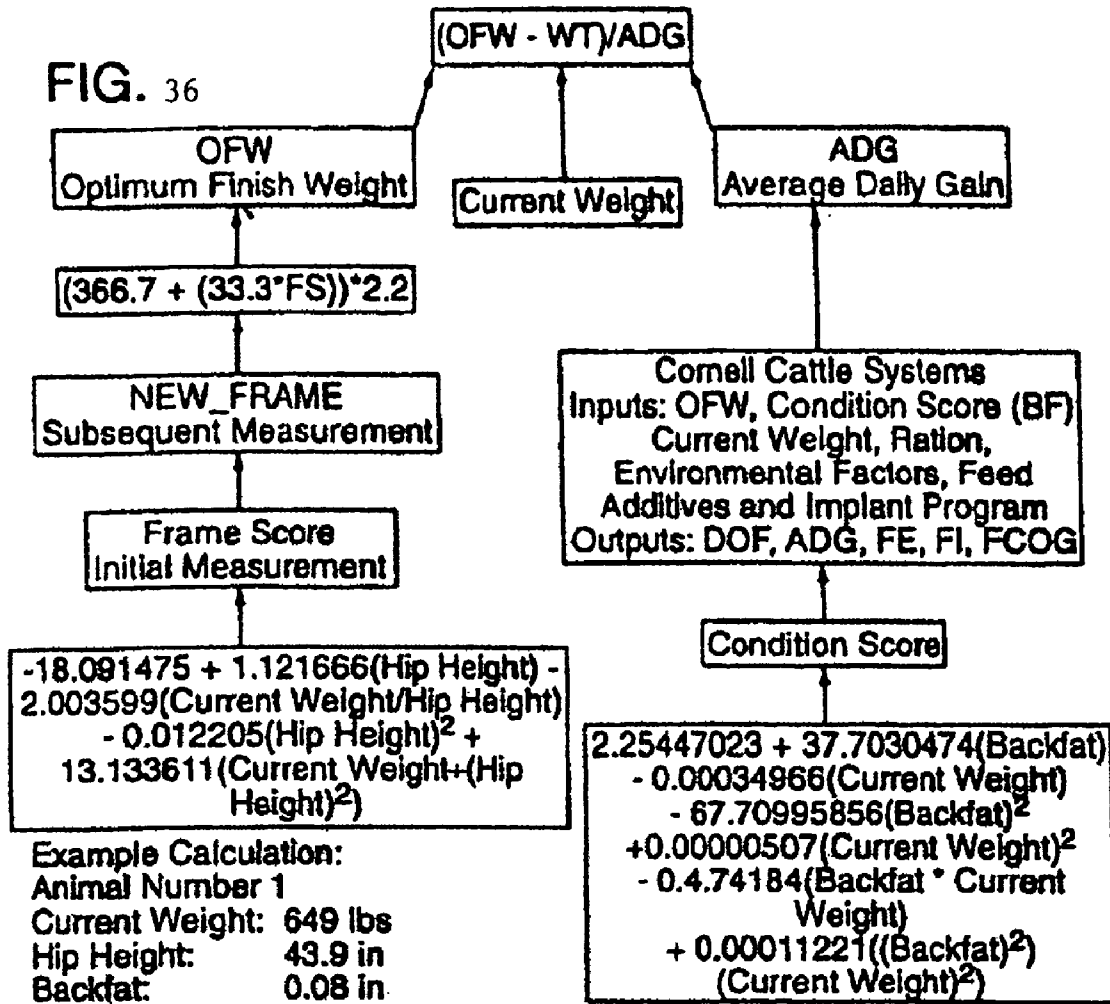 (OFW - WT)/ADG
FIG. 36
OFW
Optimum Finish Weight
Current Weight
ADG
Average Daily Gain
(366.7 + (33.3*FS))*2.2
NEW_FRAME
Subsequent Measurement
Frame Score
Initial Measurement
-18.091475 + 1.121666(Hip Height) -
2.003599(Current Weight/Hip Height)
- 0.012205(Hip Height)² +
13.133611(Current Weight÷(Hip
Height)²)
Cornell Cattle Systems
Inputs: OFW, Condition Score (BF)
Current Weight, Ration,
Environmental Factors, Feed
Additives and Implant Program
Outputs: DOF, ADG, FE, FI, FCOG
Condition Score
2.25447023 + 37.7030474(Backfat)
- 0.00034966(Current Weight)
- 67.70995856(Backfat)²
+0.00000507(Current Weight)²
- 0.4.74184(Backfat * Current
Weight)
+ 0.00011221((Backfat)²)
(Current Weight)²)
Example Calculation:
Animal Number 1
Current Weight: 649 lbs
Hip Height: 43.9 in
Backfat: 0.08 in